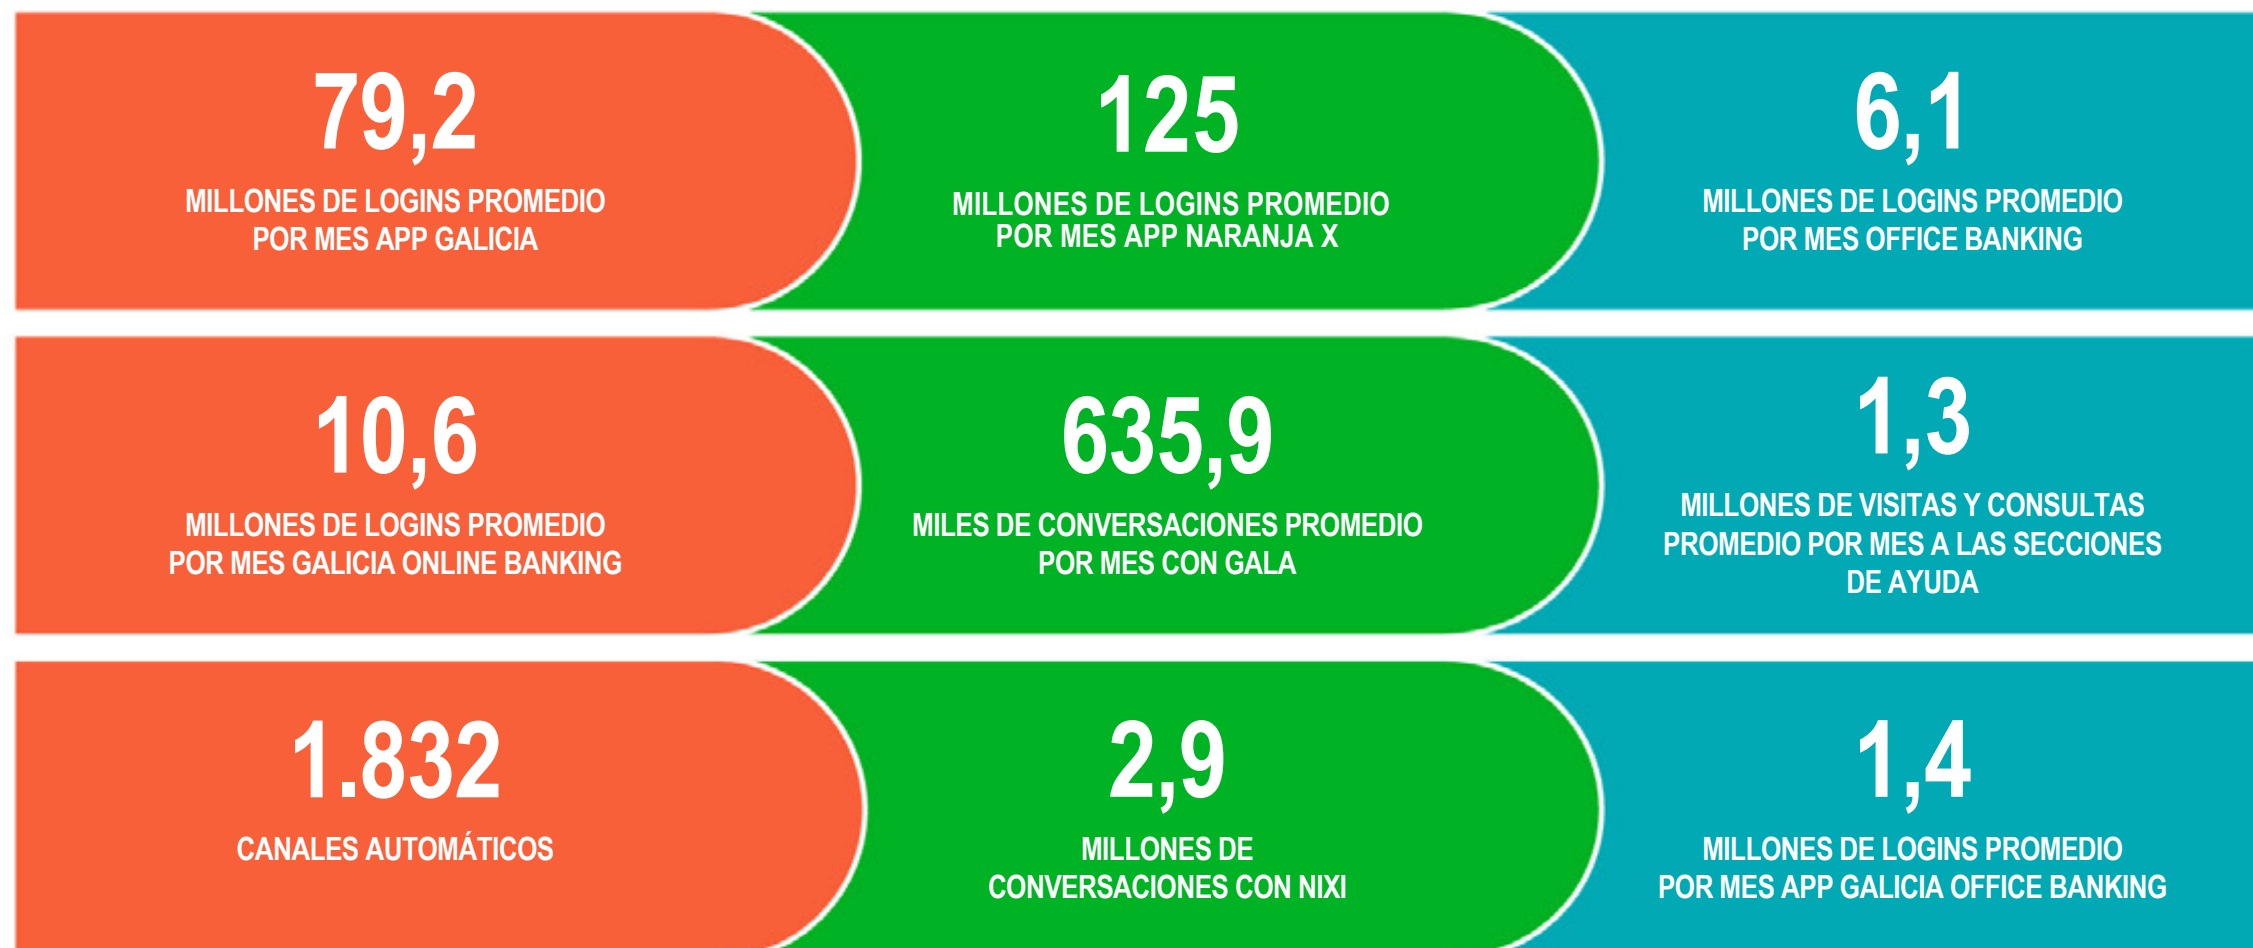 79,2
MILLONES DE LOGINS PROMEDIO
POR MES APP GALICIA
125
MILLONES DE LOGINS PROMEDIO
POR MES APP NARANJA X
6,1
MILLONES DE LOGINS PROMEDIO
POR MES OFFICE BANKING
10,6
MILLONES DE LOGINS PROMEDIO
POR MES GALICIA ONLINE BANKING
635,9
MILES DE CONVERSACIONES PROMEDIO
POR MES CON GALA
1,3
MILLONES DE VISITAS Y CONSULTAS
PROMEDIO POR MES A LAS SECCIONES
DE AYUDA
1.832
CANALES AUTOMÁTICOS
2,9
MILLONES DE
CONVERSACIONES CON NIXI
1,4
MILLONES DE LOGINS PROMEDIO
POR MES APP GALICIA OFFICE BANKING